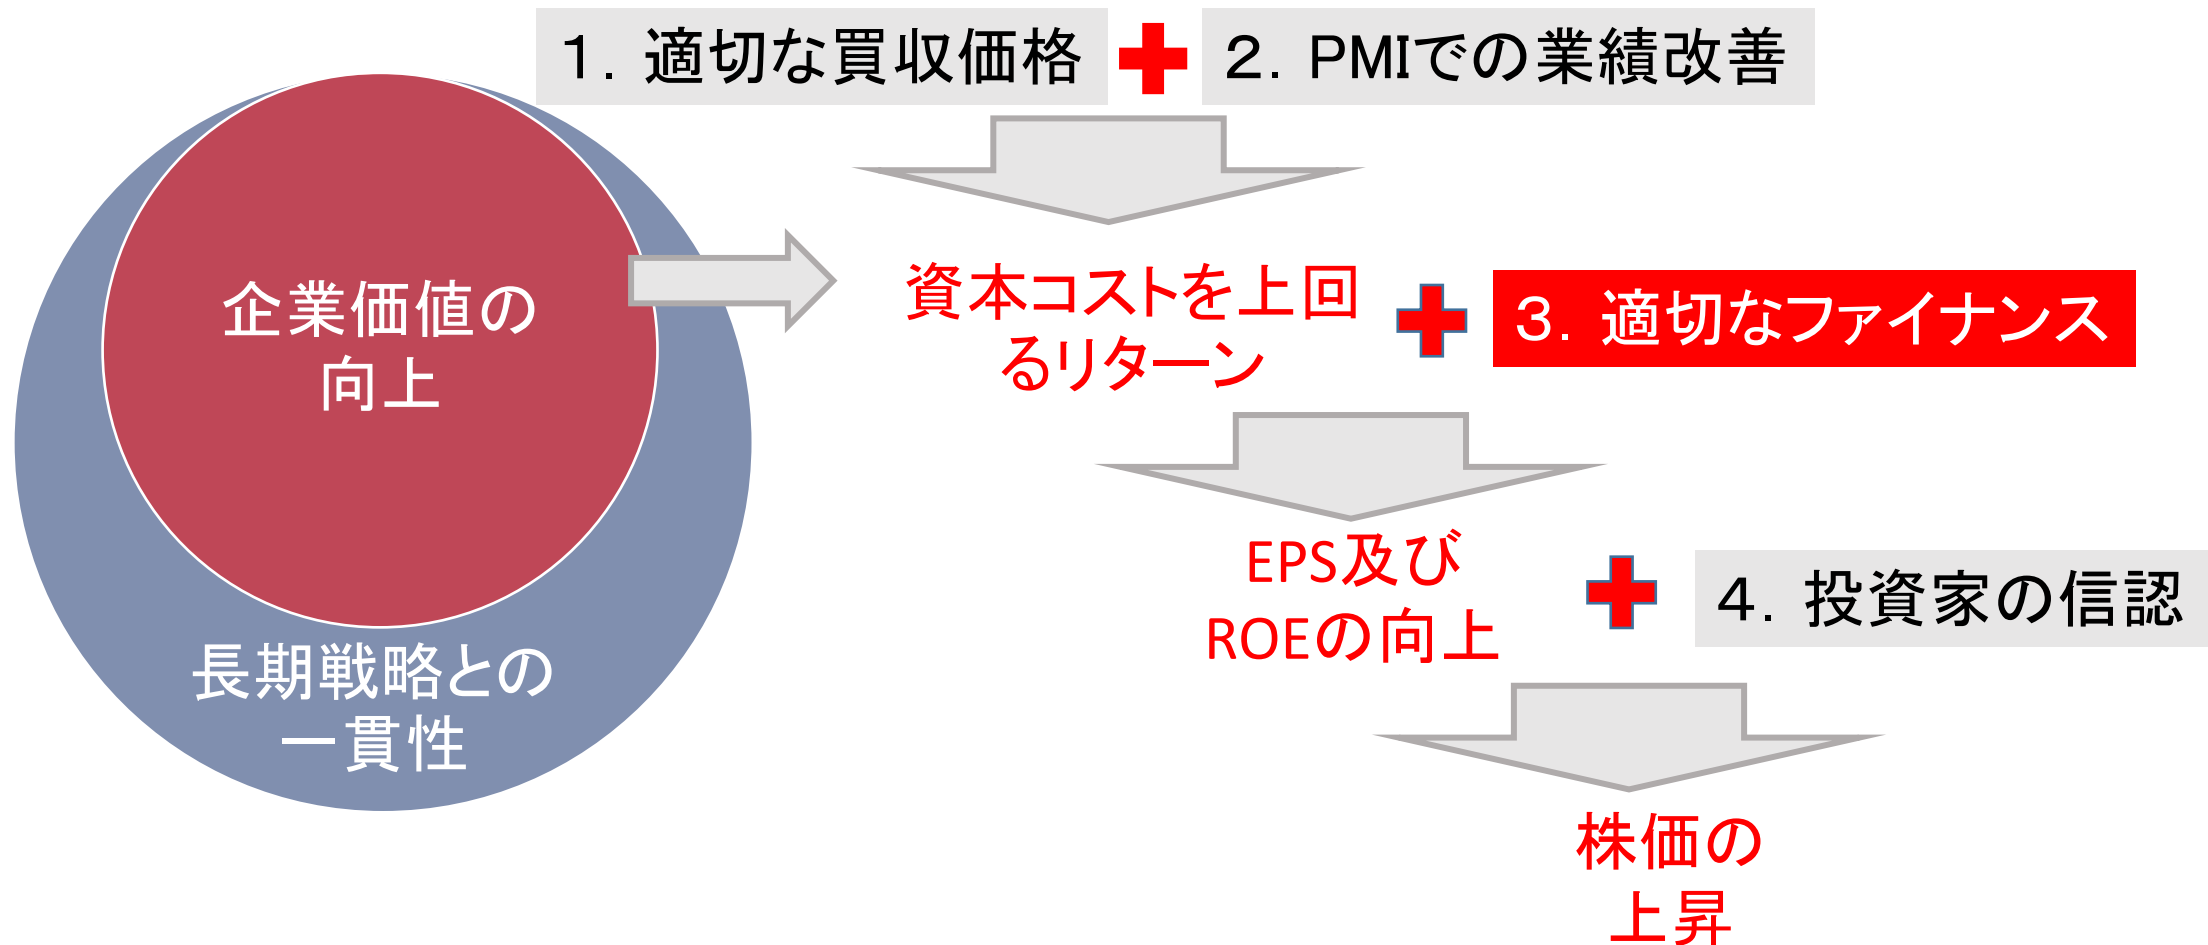 １．適切な買収価格
２．PMIでの業績改善
企業価値の
向上
長期戦略との
一貫性
資本コストを上回
るリターン
３．適切なファイナンス
EPS及び
ROEの向上
４．投資家の信認
株価の
上昇